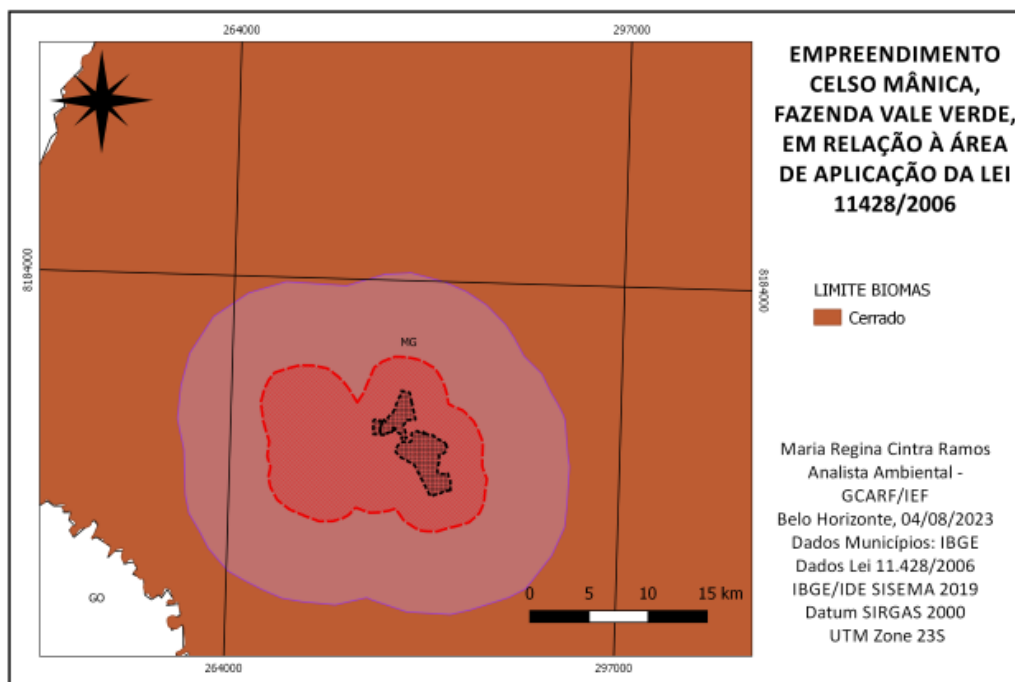 264000
297000
EMPREENDIMENTO
CELSO MÂNICA,
FAZENDA VALE VERDE,
EM RELAÇÃO À ÁREA
DE APLICAÇÃO DA LEI
11428/2006
8184000
8184000
LIMITE BIOMAS
Cerrado
MG
Maria Regina Cintra Ramos
Analista Ambiental -
GCARF/IEF
Belo Horizonte, 04/08/2023
Dados Municípios: IBGE
Dados Lei 11.428/2006
IBGE/IDE SISEMA 2019
Datum SIRGAS 2000
UTM Zone 23S
GO
0 5 10 15 km
264000
297000